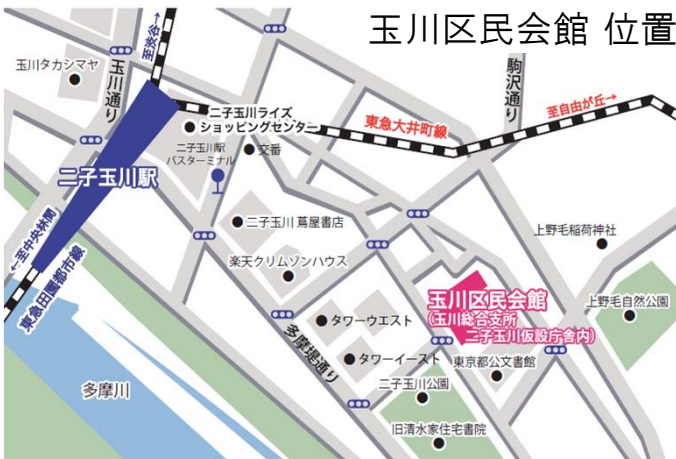 玉川区民会館 位置
玉川タカシマヤ
玉川通り
至渋谷→
駒沢通り
二子玉川ライズ
ショッピングセンター
東急大井町線
至自由が丘→
二子玉川駅
バスターミナル
交番
二子玉川駅
二子玉川 蔦屋書店
上野毛稲荷神社
←至中央林間
東急田園都市線
楽天クリムゾンハウス
玉川区民会館
(玉川総合支所
二子玉川仮設庁舎内)
上野毛自然公園
タワーウエスト
多摩堤通り
タワーイースト
東京都公文書館
多摩川
二子玉川公園
旧清水家住宅書院